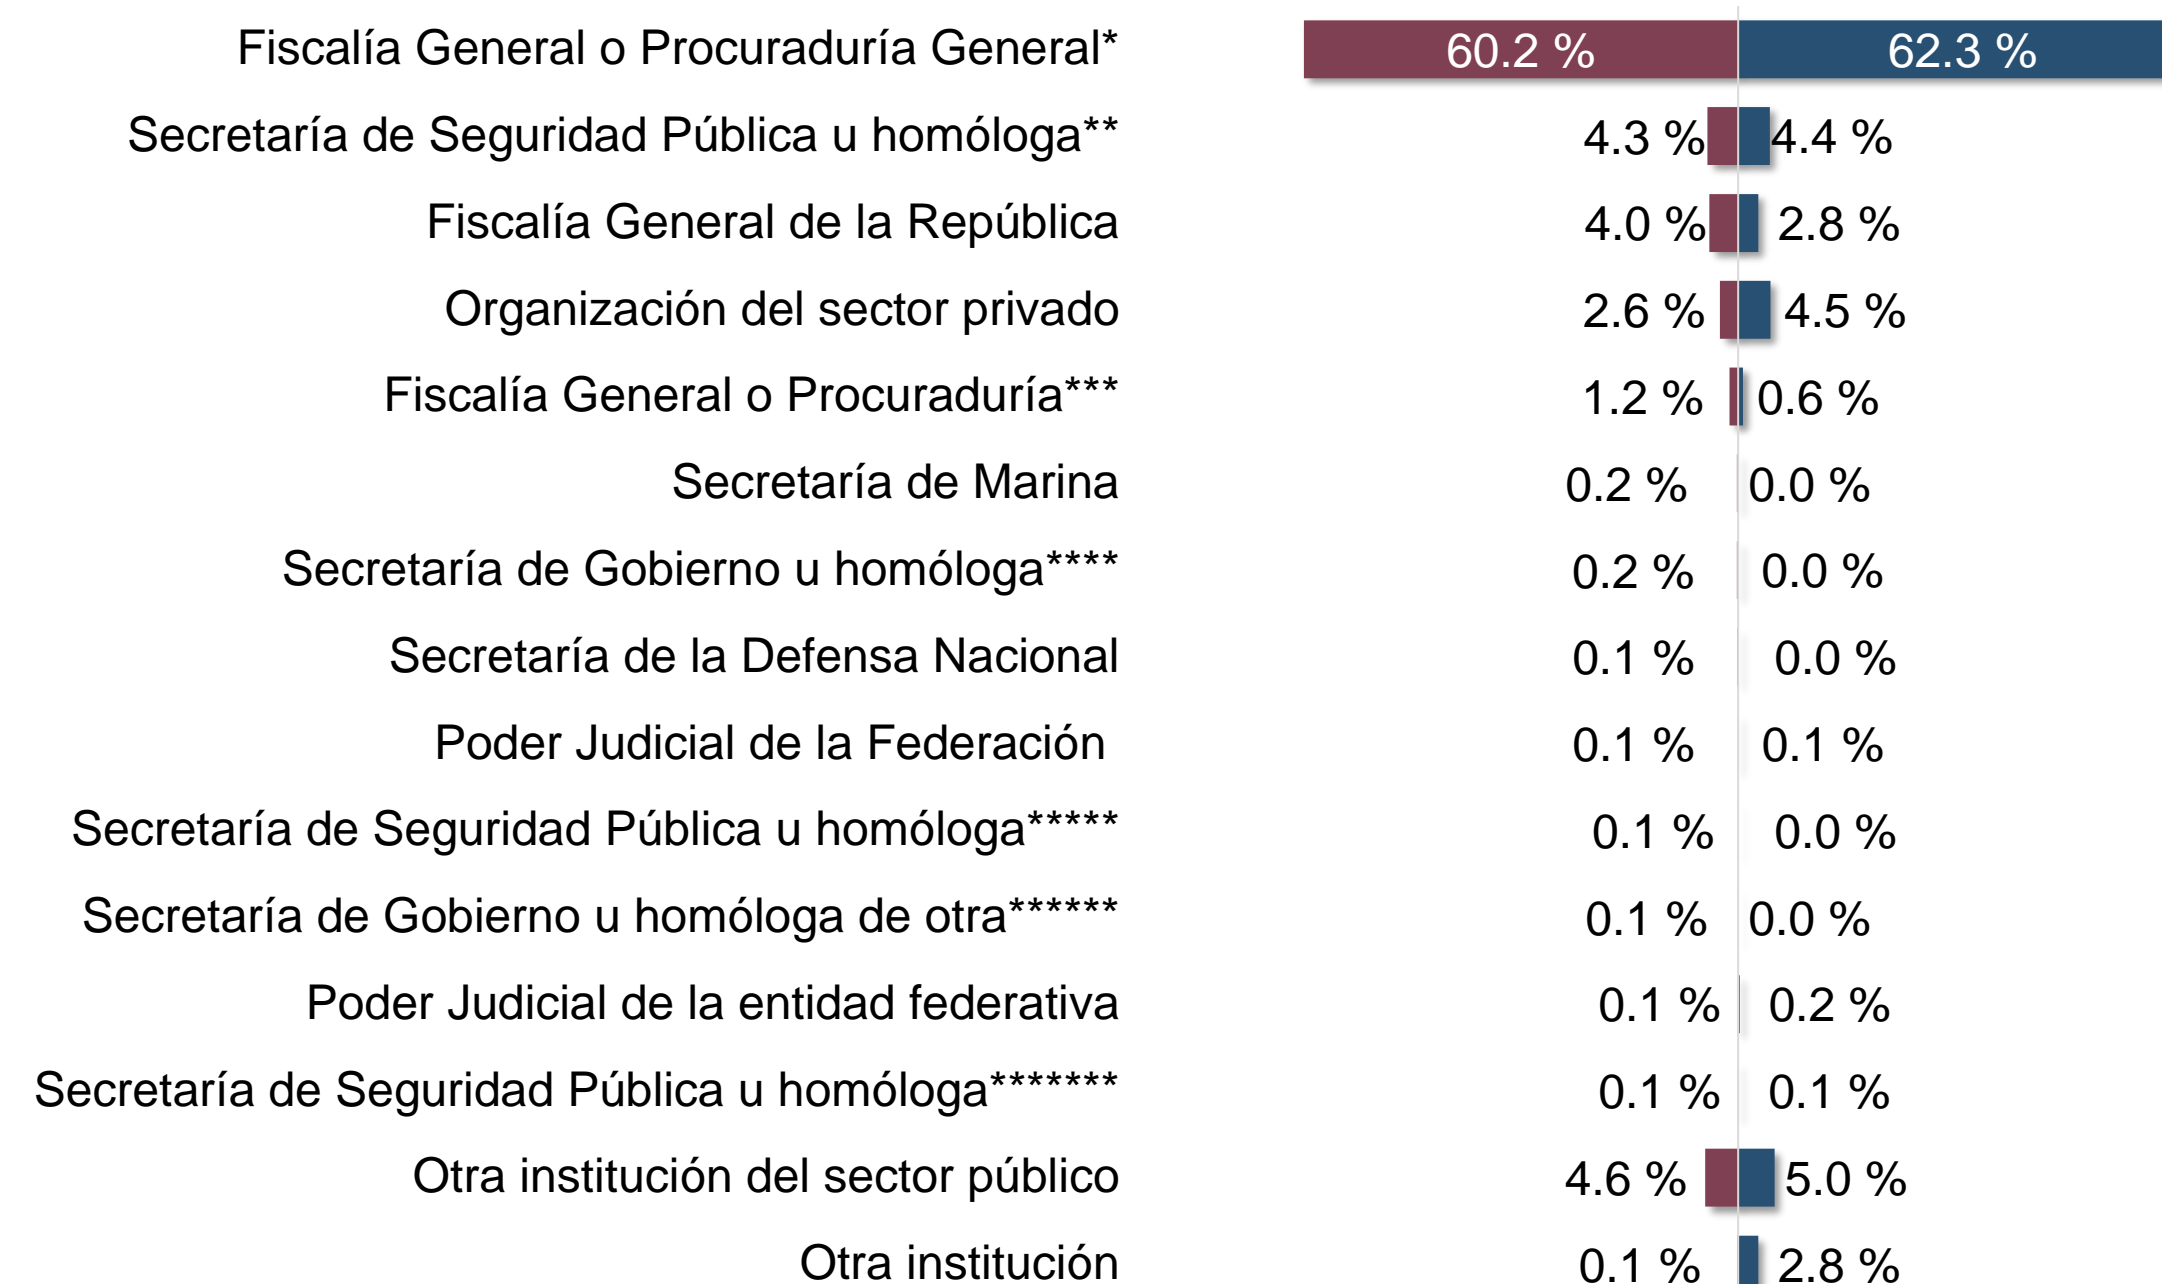 Fiscalía General o Procuraduría General* 60.2 % 62.3 %
Secretaría de Seguridad Pública u homóloga** 4.3 % 4.4 %
Fiscalía General de la República 4.0 % 2.8 %
Organización del sector privado 2.6 % 4.5 %
Fiscalía General o Procuraduría*** 1.2 % 0.6 %
Secretaría de Marina 0.2 % 0.0 %
Secretaría de Gobierno u homóloga**** 0.2 % 0.0 %
Secretaría de la Defensa Nacional 0.1 % 0.0 %
Poder Judicial de la Federación 0.1 % 0.1 %
Secretaría de Seguridad Pública u homóloga***** 0.1 % 0.0 %
Secretaría de Gobierno u homóloga de otra****** 0.1 % 0.0 %
Poder Judicial de la entidad federativa 0.1 % 0.2 %
Secretaría de Seguridad Pública u homóloga******* 0.1 % 0.1 %
Otra institución del sector público 4.6 % 5.0 %
Otra institución 0.1 % 2.8 %